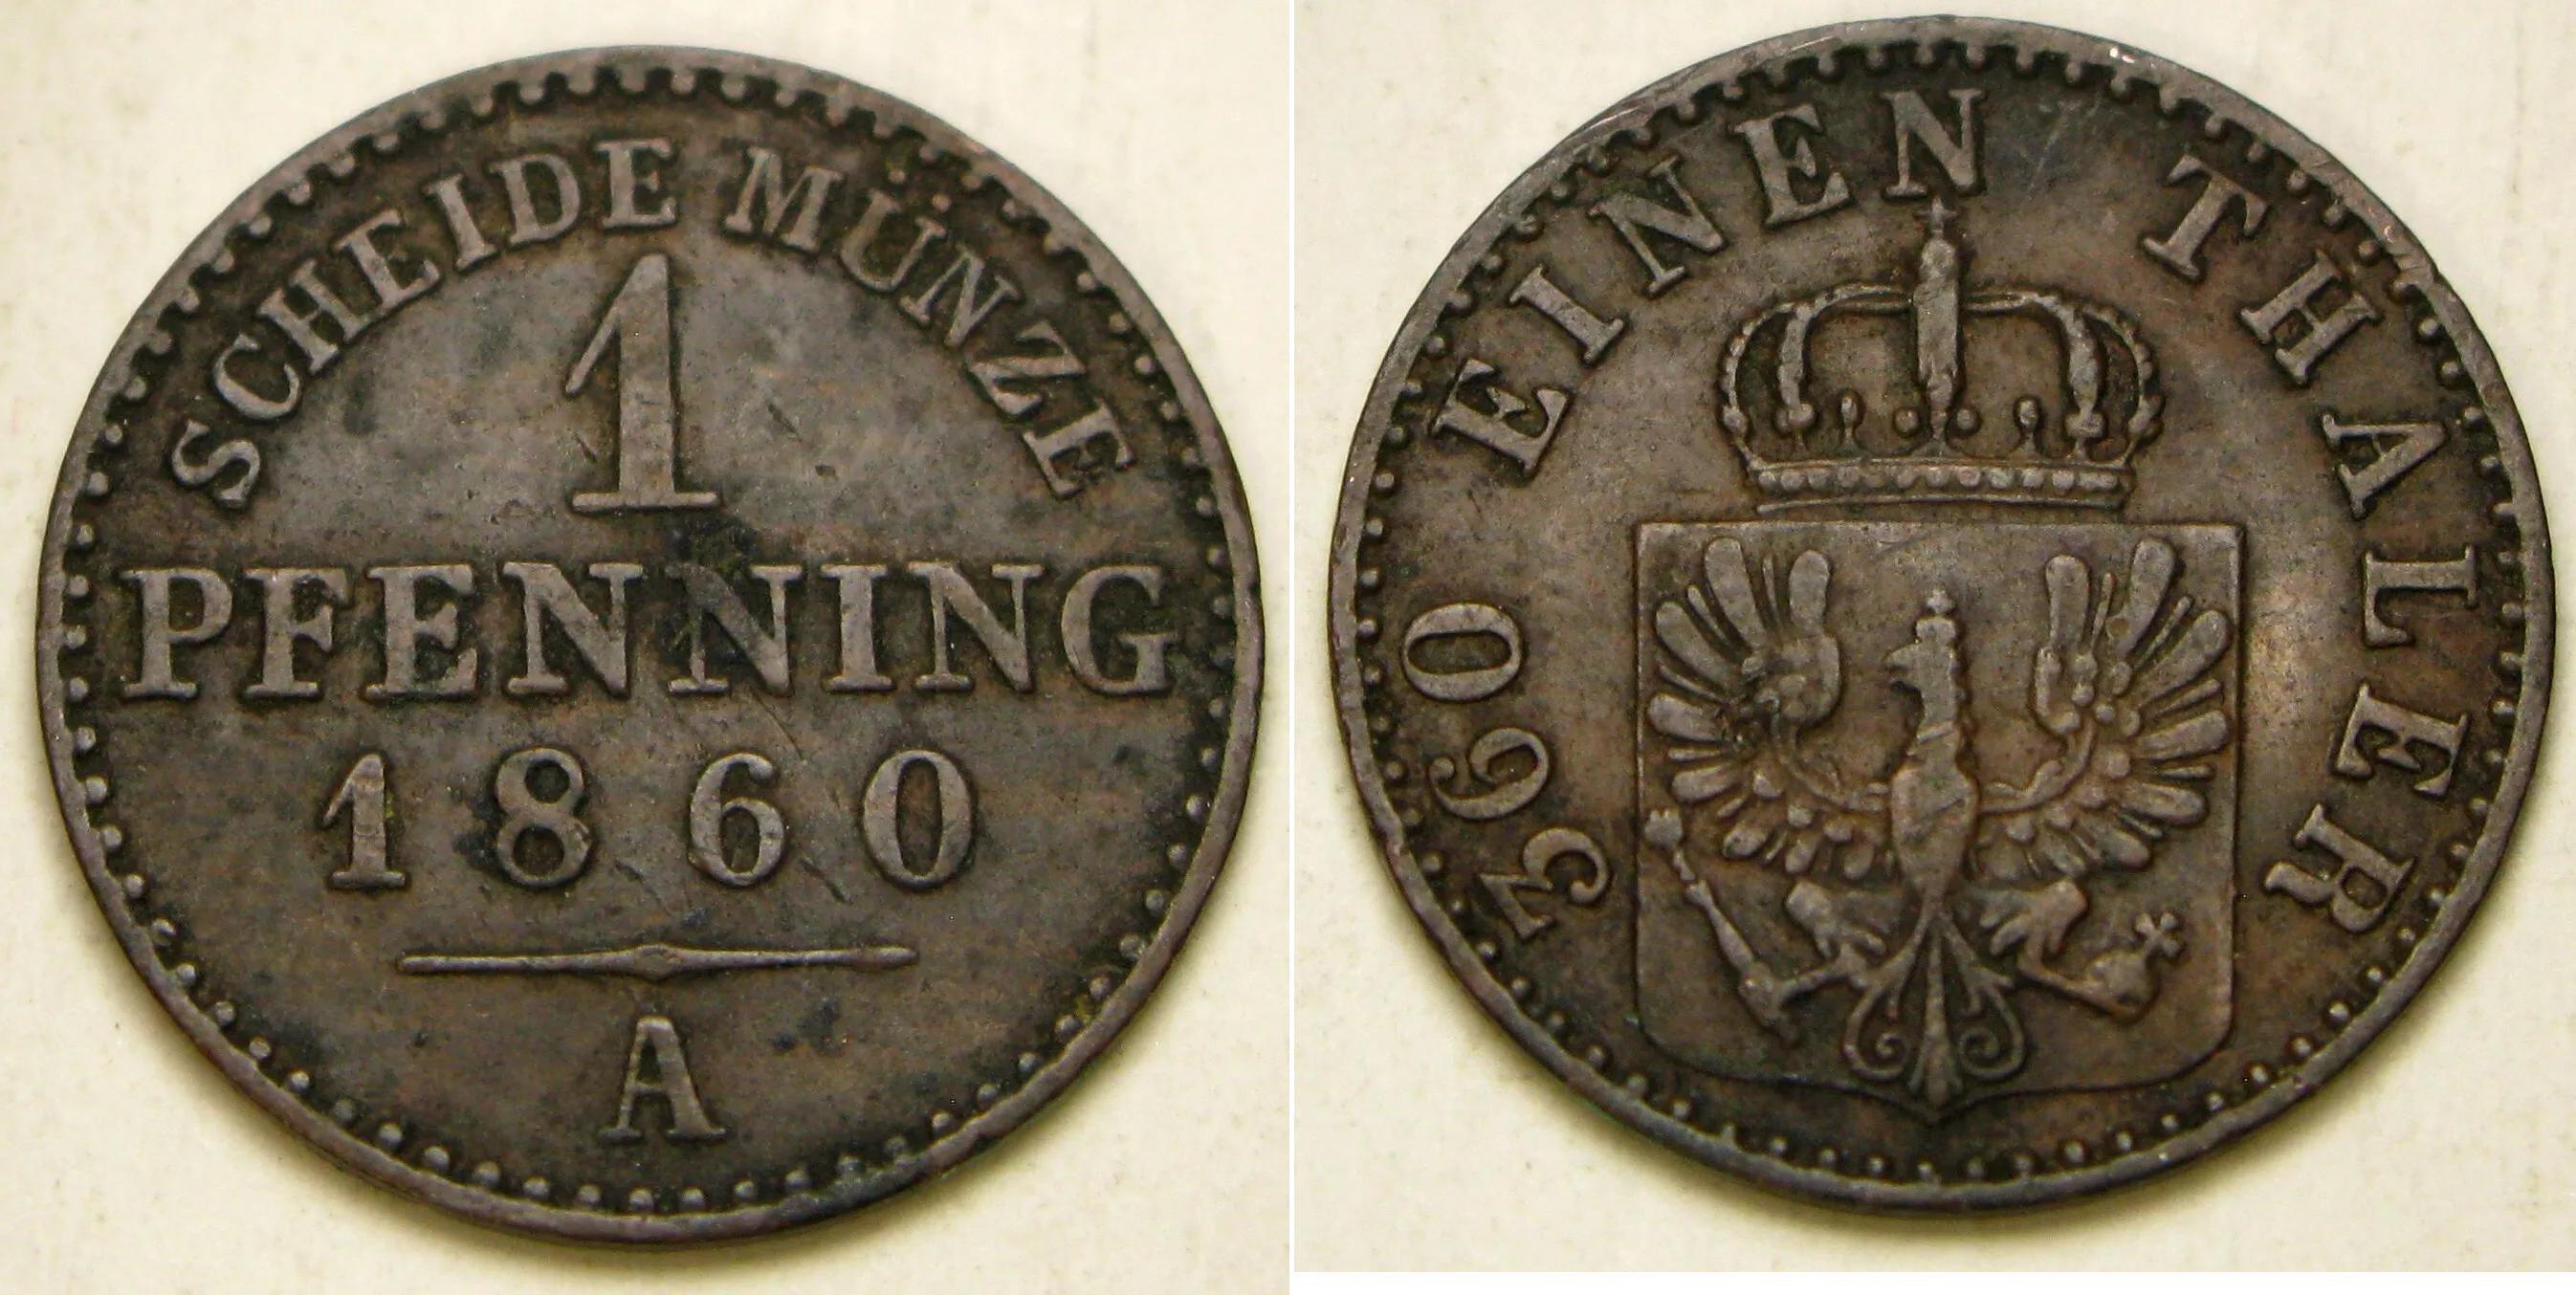 SCHEIDE MÜNZE
1
PFENNING
1860
A
360 EINEN THALER